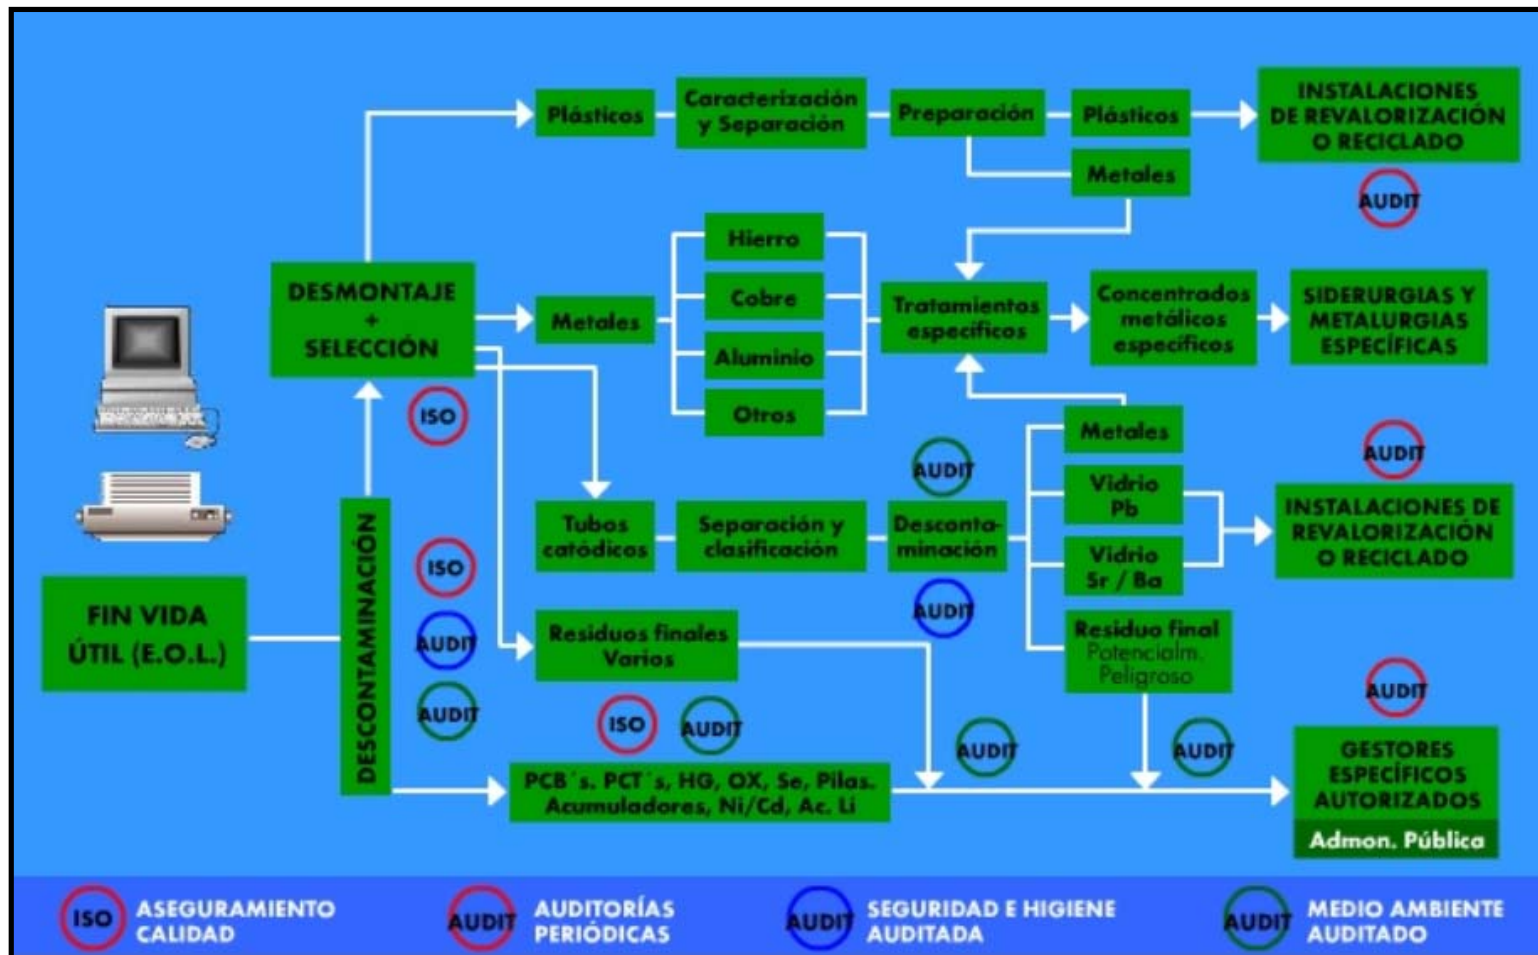 Plásticos
Caracterización
y Separación
Preparación
Plásticos
INSTALACIONES
DE REVALORIZACIÓN
O RECICLADO
Metales
AUDIT
Hierro
DESMONTAJE
+
SELECCIÓN
Metales
Cobre
Aluminio
Otros
Tratamientos
específicos
Concentrados
metálicos
específicos
SIDERURGIAS Y
METALURGIAS
ESPECÍFICAS
ISO
Metales
AUDIT
AUDIT
Tubos
catódicos
Separación y
clasificación
Desconta-
minación
Vidrio
Pb
Vidrio
Sr / Ba
INSTALACIONES DE
REVALORIZACIÓN
O RECICLADO
DESCONTAMINACIÓN
ISO
AUDIT
AUDIT
AUDIT
FIN VIDA
ÚTIL (E.O.L.)
Residuos finales
Varios
Residuo final
Potencialm.
Peligroso
AUDIT
ISO
AUDIT
AUDIT
AUDIT
PCB´s. PCT´s, HG, OX, Se, Pilas.
Acumuladores, Ni/Cd, Ac. Li
GESTORES
ESPECÍFICOS
AUTORIZADOS
Admon. Pública
ISO
ASEGURAMIENTO
CALIDAD
AUDIT
AUDITORÍAS
PERIÓDICAS
AUDIT
SEGURIDAD E HIGIENE
AUDITADA
AUDIT
MEDIO AMBIENTE
AUDITADO